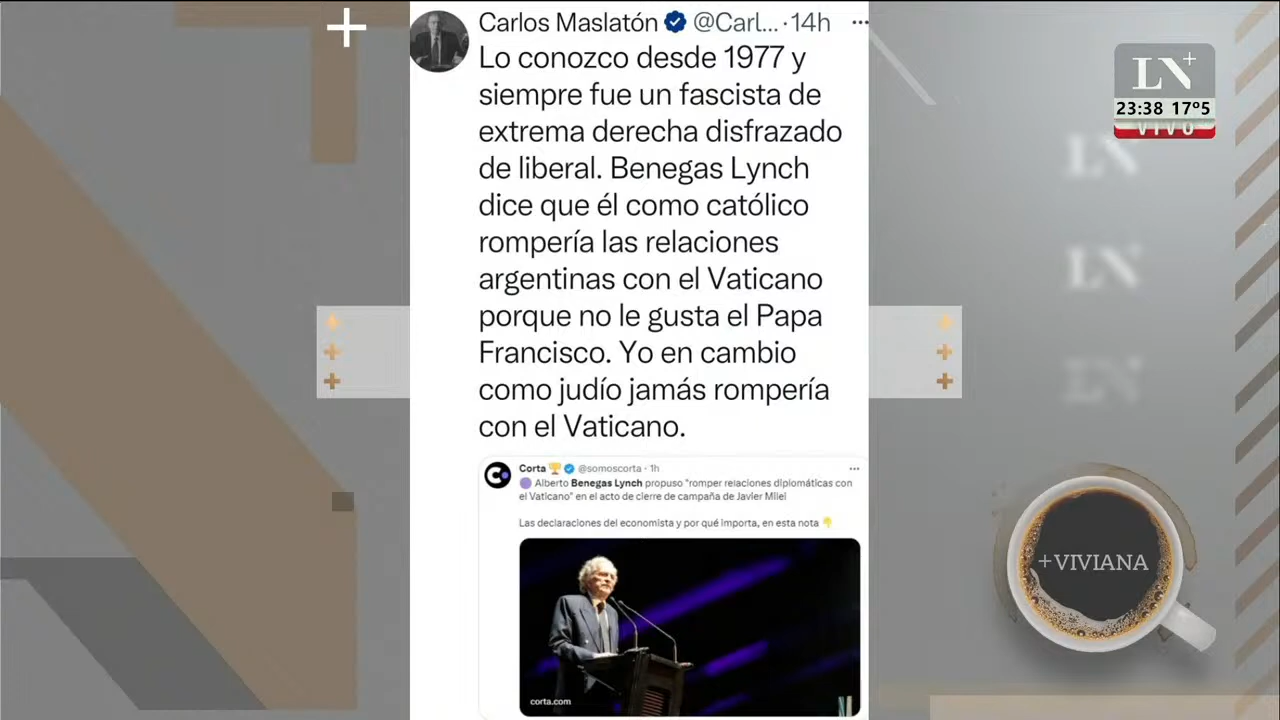 Carlos Maslatón @Carl... · 14h ...
Lo conozco desde 1977 y
siempre fue un fascista de
extrema derecha disfrazado
de liberal. Benegas Lynch
dice que él como católico
rompería las relaciones
argentinas con el Vaticano
porque no le gusta el Papa
Francisco. Yo en cambio
como judío jamás rompería
con el Vaticano.
Corta @somoscorta · 1h ...
Alberto Benegas Lynch propuso "romper relaciones diplomáticas con
el Vaticano" en el acto de cierre de campaña de Javier Milei
Las declaraciones del economista y por qué importa, en esta nota
corta.com
LN+
23:38 17º5
VIVO
LN
LN
LN
+VIVIANA